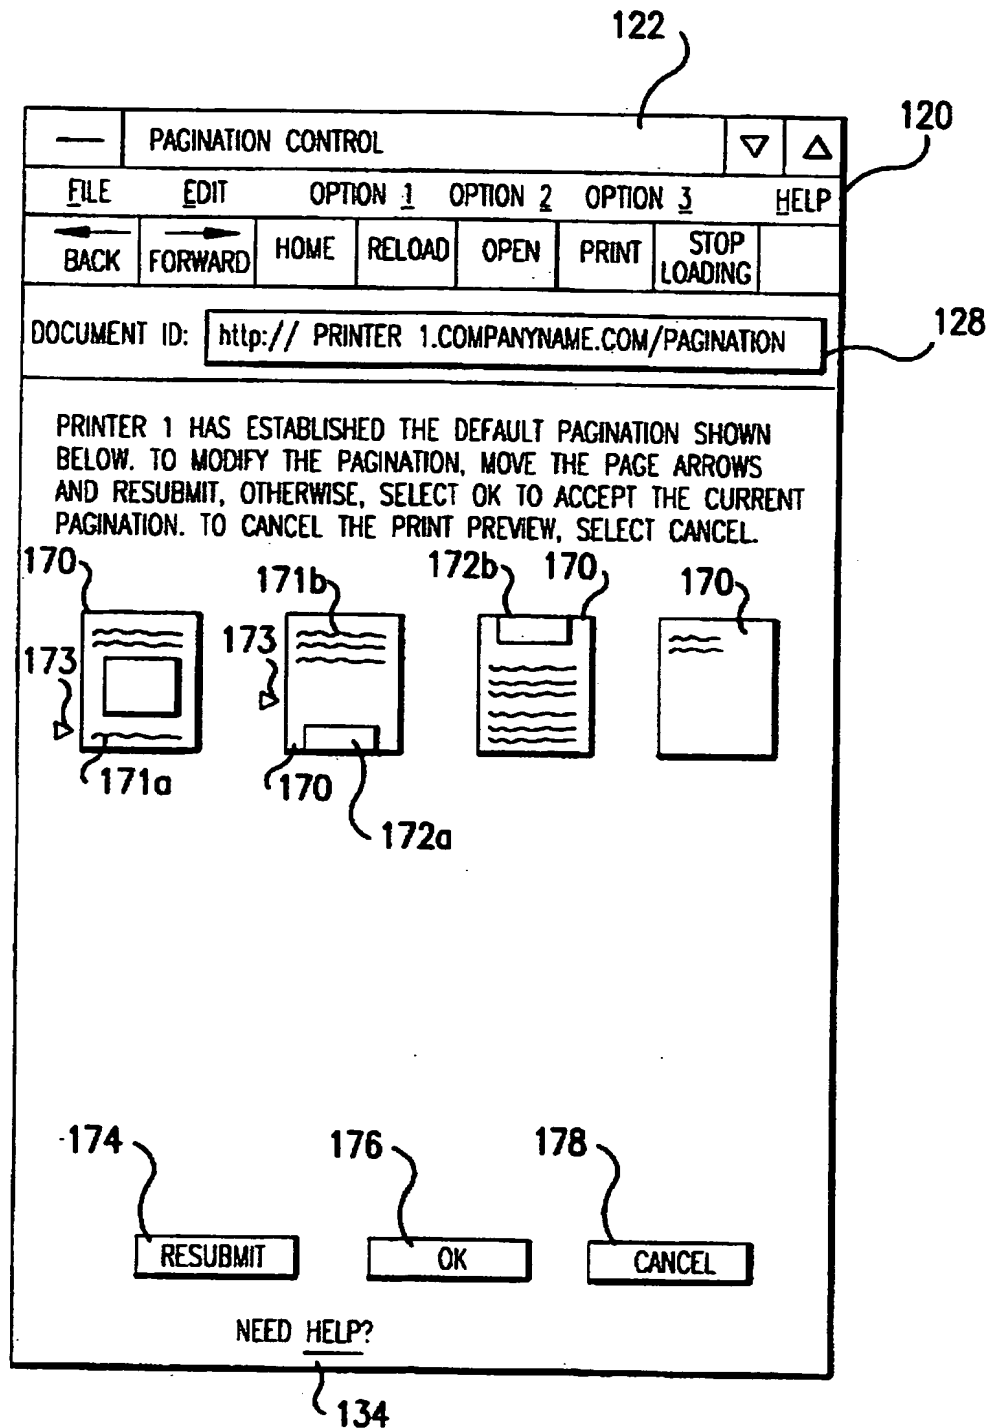 122
120
PAGINATION CONTROL
FILE EDIT OPTION 1 OPTION 2 OPTION 3 HELP
BACK FORWARD HOME RELOAD OPEN PRINT STOP LOADING
128
DOCUMENT ID: http:// PRINTER 1.COMPANYNAME.COM/PAGINATION
PRINTER 1 HAS ESTABLISHED THE DEFAULT PAGINATION SHOWN
BELOW. TO MODIFY THE PAGINATION, MOVE THE PAGE ARROWS
AND RESUBMIT, OTHERWISE, SELECT OK TO ACCEPT THE CURRENT
PAGINATION. TO CANCEL THE PRINT PREVIEW, SELECT CANCEL.
170 171b 172b 170 170
173 173
171a 170
172a
174 176 178
RESUBMIT OK CANCEL
NEED HELP?
134